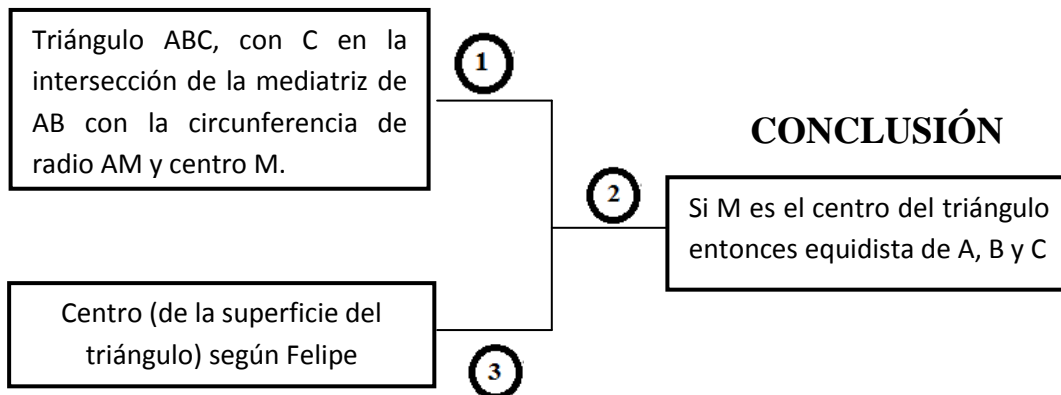 Triángulo ABC, con C en la
intersección de la mediatriz de
AB con la circunferencia de
radio AM y centro M.
1
CONCLUSIÓN
2
Si M es el centro del triángulo
entonces equidista de A, B y C
Centro (de la superficie del
triángulo) según Felipe
3